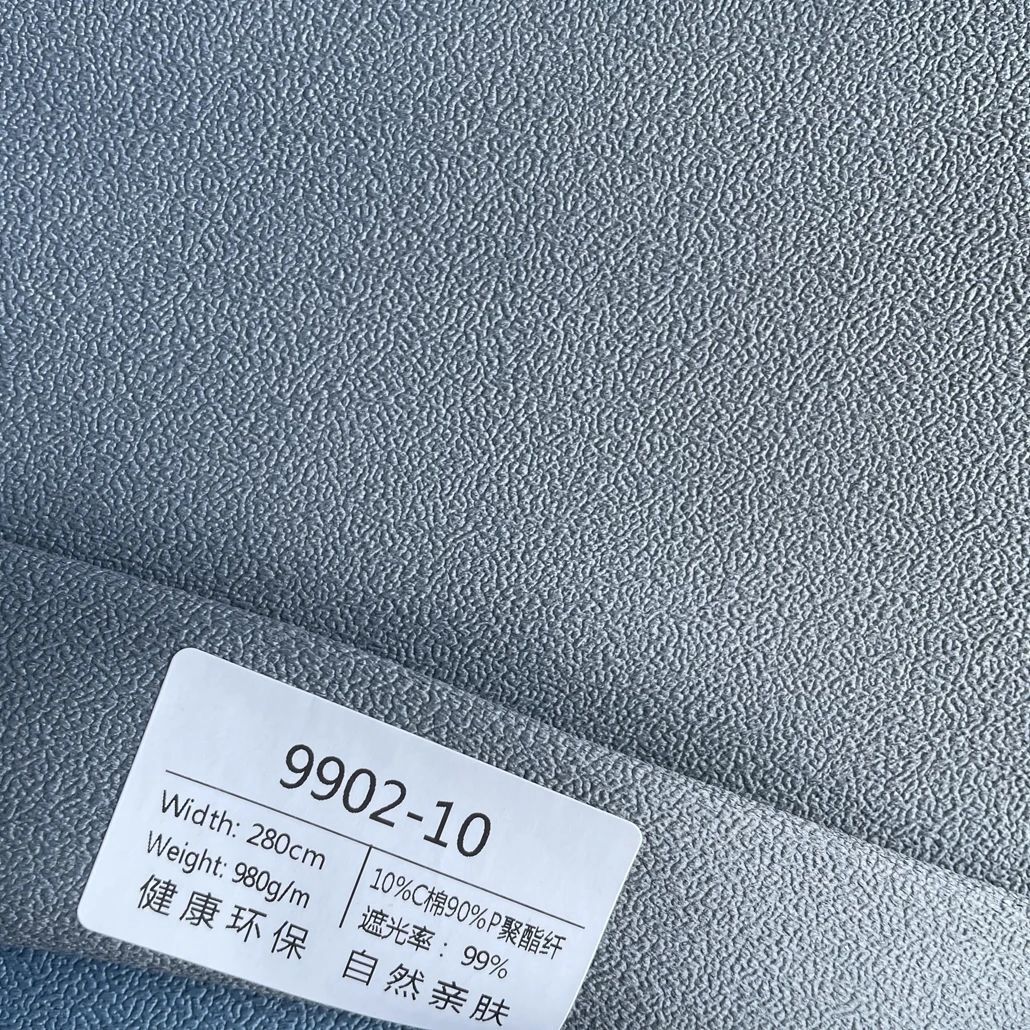 9902-10
Width: 280cm
Weight: 980g/m
10%C棉90%P聚酯纤
遮光率： 99%
健康环保 自然亲肤